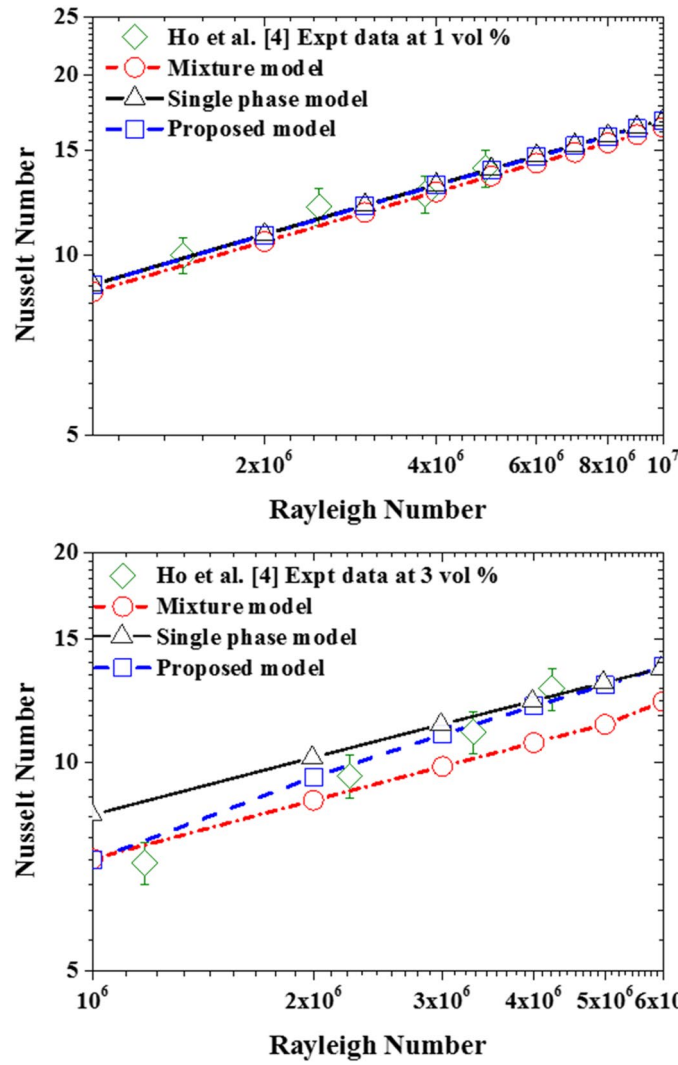 25
20
15
10
5
Nusselt Number
Ho et al. [4] Expt data at 1 vol %
Mixture model
Single phase model
Proposed model
2x10⁶ 4x10⁶ 6x10⁶ 8x10⁶ 10⁷
Rayleigh Number
20
15
10
5
Nusselt Number
Ho et al. [4] Expt data at 3 vol %
Mixture model
Single phase model
Proposed model
10⁶ 2x10⁶ 3x10⁶ 4x10⁶ 5x10⁶ 6x10
Rayleigh Number